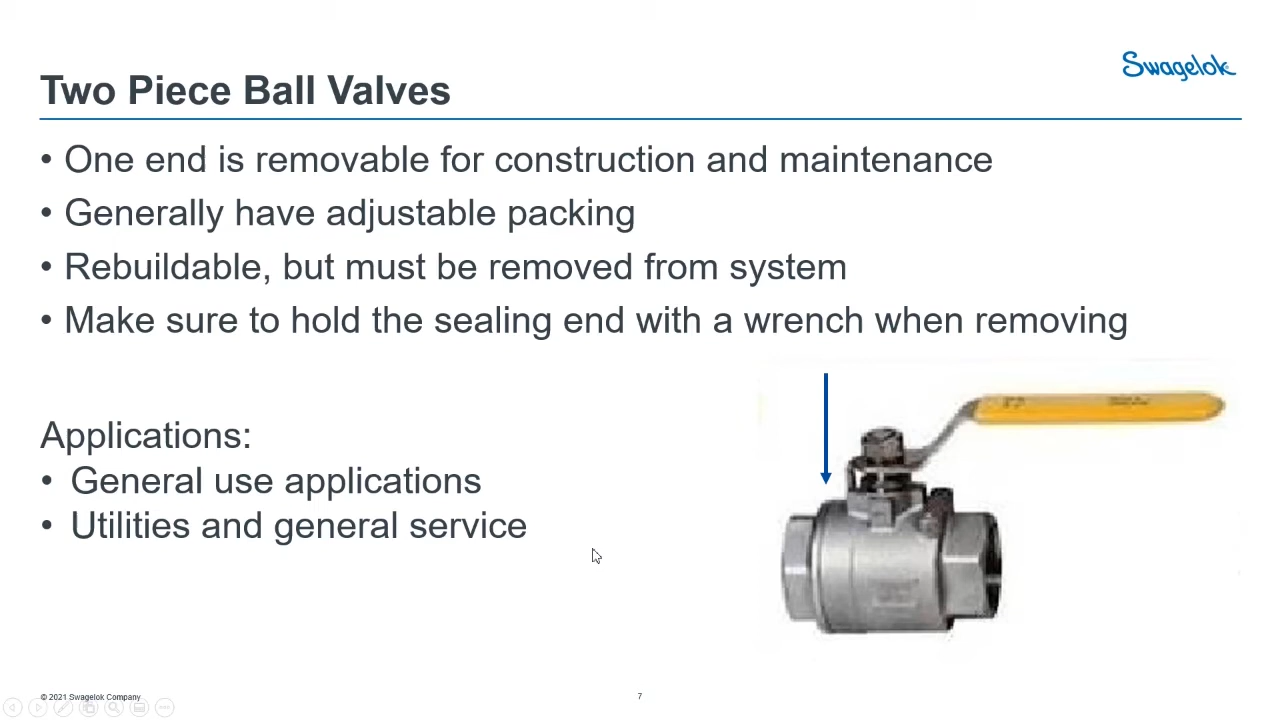 Swagelok
Two Piece Ball Valves
• One end is removable for construction and maintenance
• Generally have adjustable packing
• Rebuildable, but must be removed from system
• Make sure to hold the sealing end with a wrench when removing
Applications:
• General use applications
• Utilities and general service
© 2021 Swagelok Company
7